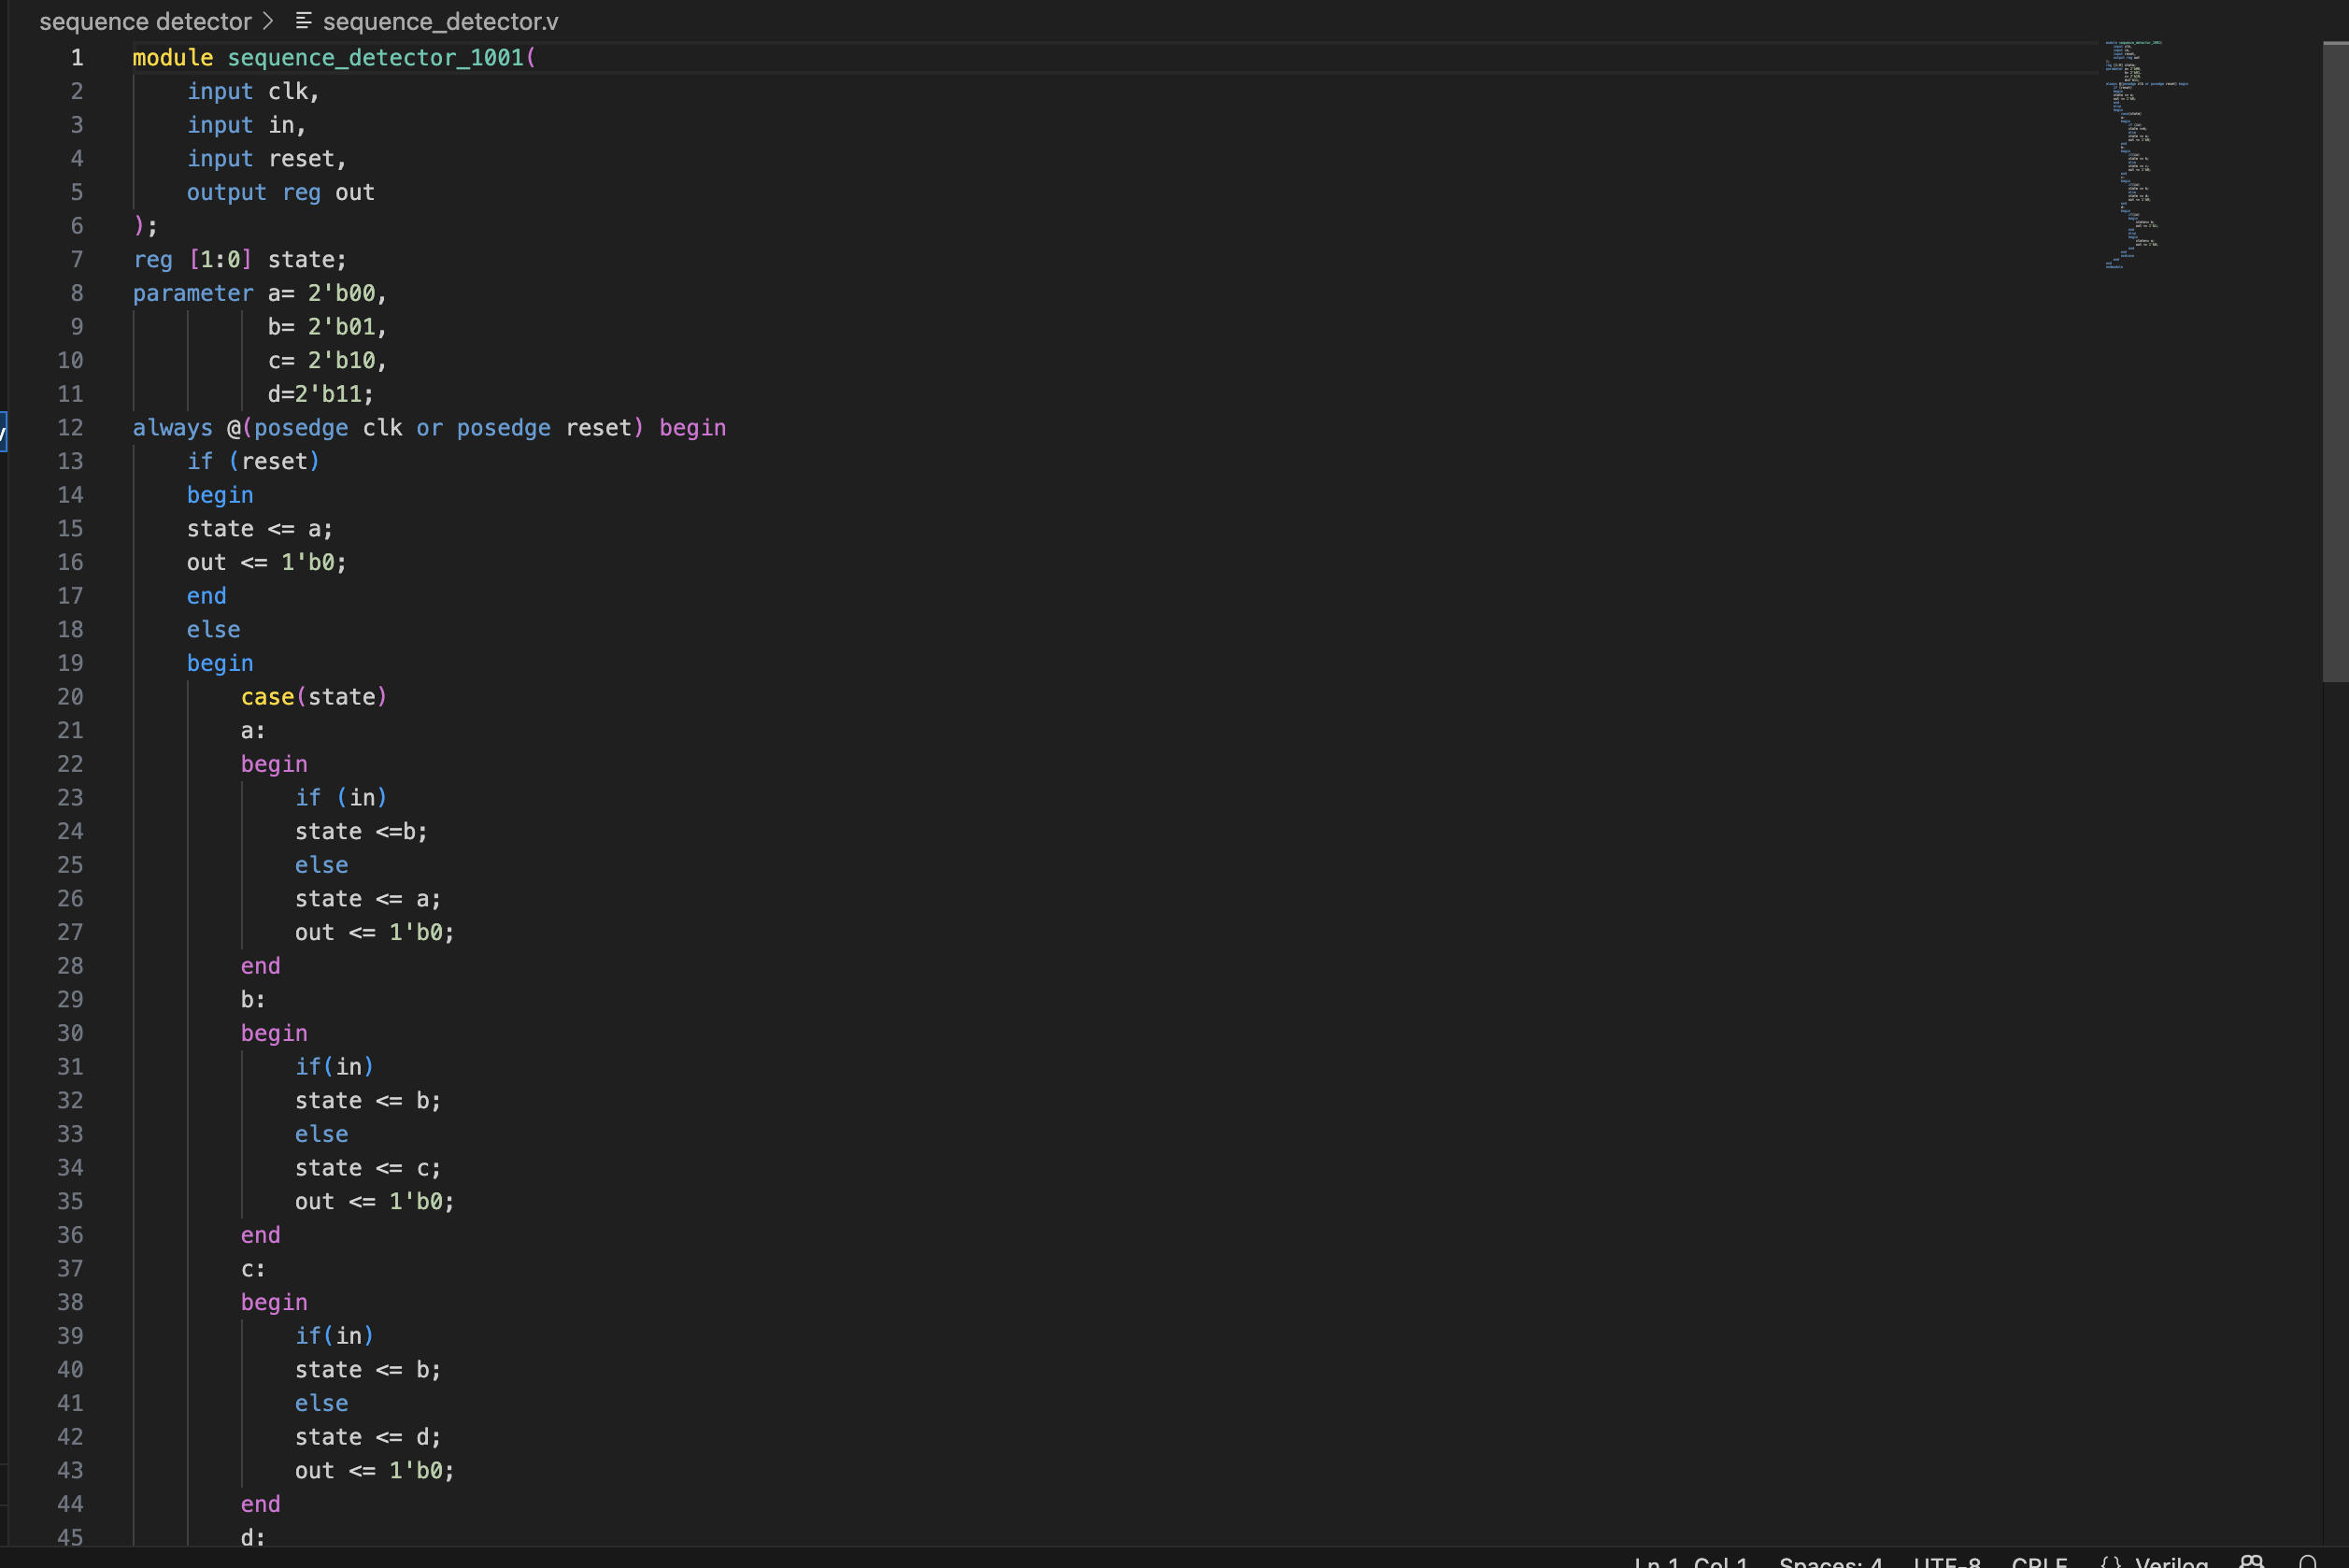 sequence detector > sequence_detector.v
1 module sequence_detector_1001(
2     input clk,
3     input in,
4     input reset,
5     output reg out
6 );
7 reg [1:0] state;
8 parameter a= 2'b00,
9           b= 2'b01,
10           c= 2'b10,
11           d=2'b11;
12 always @(posedge clk or posedge reset) begin
13     if (reset)
14     begin
15     state <= a;
16     out <= 1'b0;
17     end
18     else
19     begin
20         case(state)
21         a:
22         begin
23             if (in)
24             state <=b;
25             else
26             state <= a;
27             out <= 1'b0;
28         end
29         b:
30         begin
31             if(in)
32             state <= b;
33             else
34             state <= c;
35             out <= 1'b0;
36         end
37         c:
38         begin
39             if(in)
40             state <= b;
41             else
42             state <= d;
43             out <= 1'b0;
44         end
45         d:
Ln 1, Col 1 Spaces: 4 UTF-8 CRLF {} Verilog